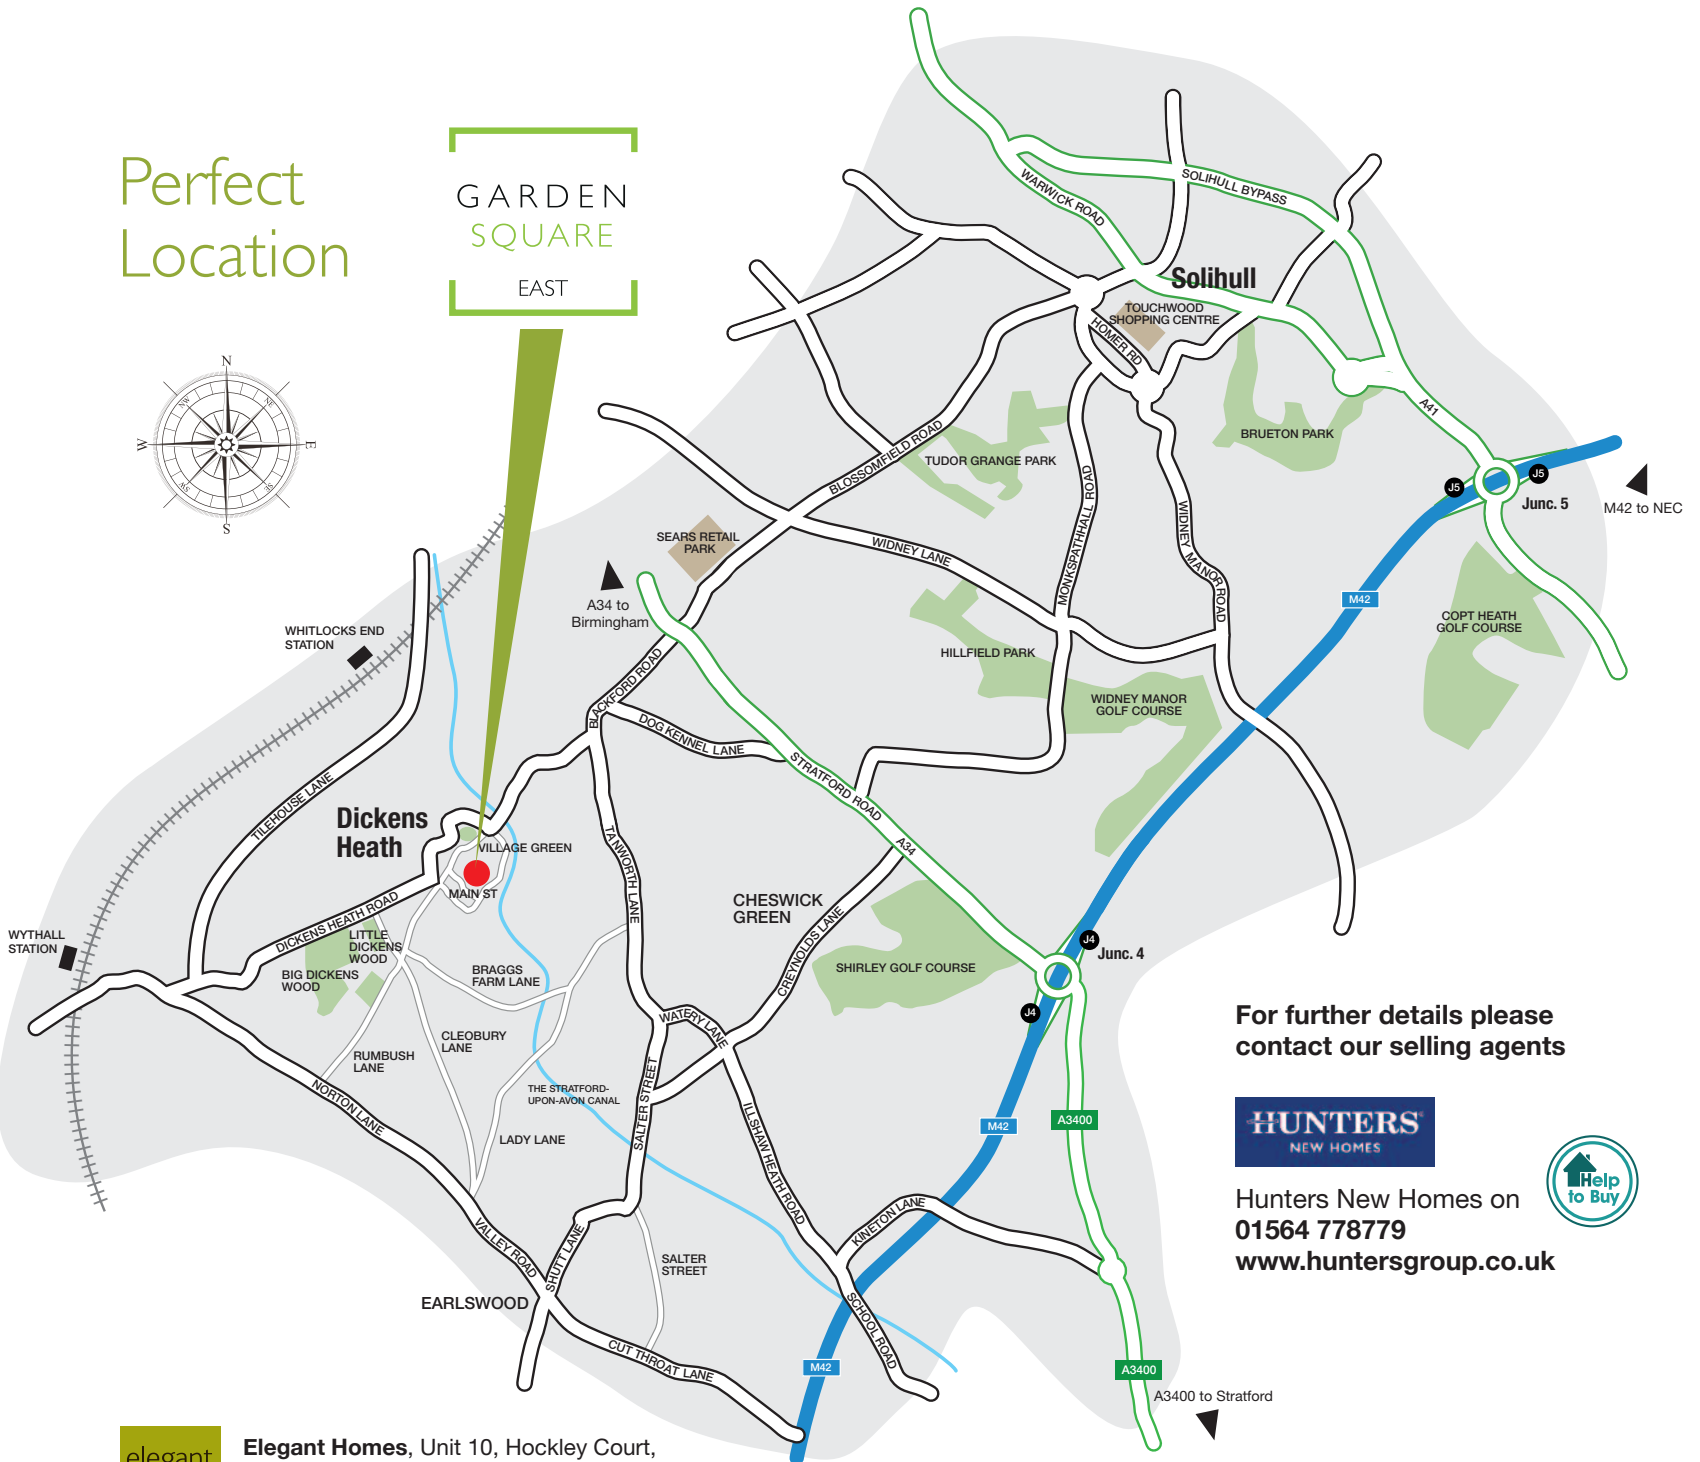 Perfect
Location
GARDEN
SQUARE
EAST
N
NE
E
SE
S
SW
W
NW
WARWICK ROAD
SOLIHULL BYPASS
Solihull
TOUCHWOOD
SHOPPING CENTRE
HOMER RD
A41
BRUETON PARK
TUDOR GRANGE PARK
BLOSSOMFIELD ROAD
MONKSPATHHALL ROAD
WIDNEY MANOR ROAD
J5
J5
Junc. 5
M42 to NEC
SEARS RETAIL
PARK
WIDNEY LANE
A34 to
Birmingham
M42
COPT HEATH
GOLF COURSE
WHITLOCKS END
STATION
HILLFIELD PARK
BLACKFORD ROAD
WIDNEY MANOR
GOLF COURSE
DOG KENNEL LANE
STRATFORD ROAD
A34
TILEHOUSE LANE
Dickens
Heath
VILLAGE GREEN
MAIN ST
TANWORTH LANE
CHESWICK
GREEN
CREYNOLDS LANE
DICKENS HEATH ROAD
WYTHALL
STATION
LITTLE
DICKENS
WOOD
BIG DICKENS
WOOD
BRAGGS
FARM LANE
SHIRLEY GOLF COURSE
J4
Junc. 4
J4
WATERY LANE
CLEOBURY
LANE
RUMBUSH
LANE
NORTON LANE
THE STRATFORD-
UPON-AVON CANAL
SALTER STREET
ILLSHAW HEATH ROAD
M42
A3400
LADY LANE
VALLEY ROAD
SHUTT LANE
SALTER
STREET
KINETON LANE
EARLSWOOD
CUT THROAT LANE
SCHOOL ROAD
M42
A3400
A3400 to Stratford
For further details please
contact our selling agents
HUNTERS
NEW HOMES
Help
to Buy
Hunters New Homes on
01564 778779
www.huntersgroup.co.uk
elegant
Elegant Homes, Unit 10, Hockley Court,